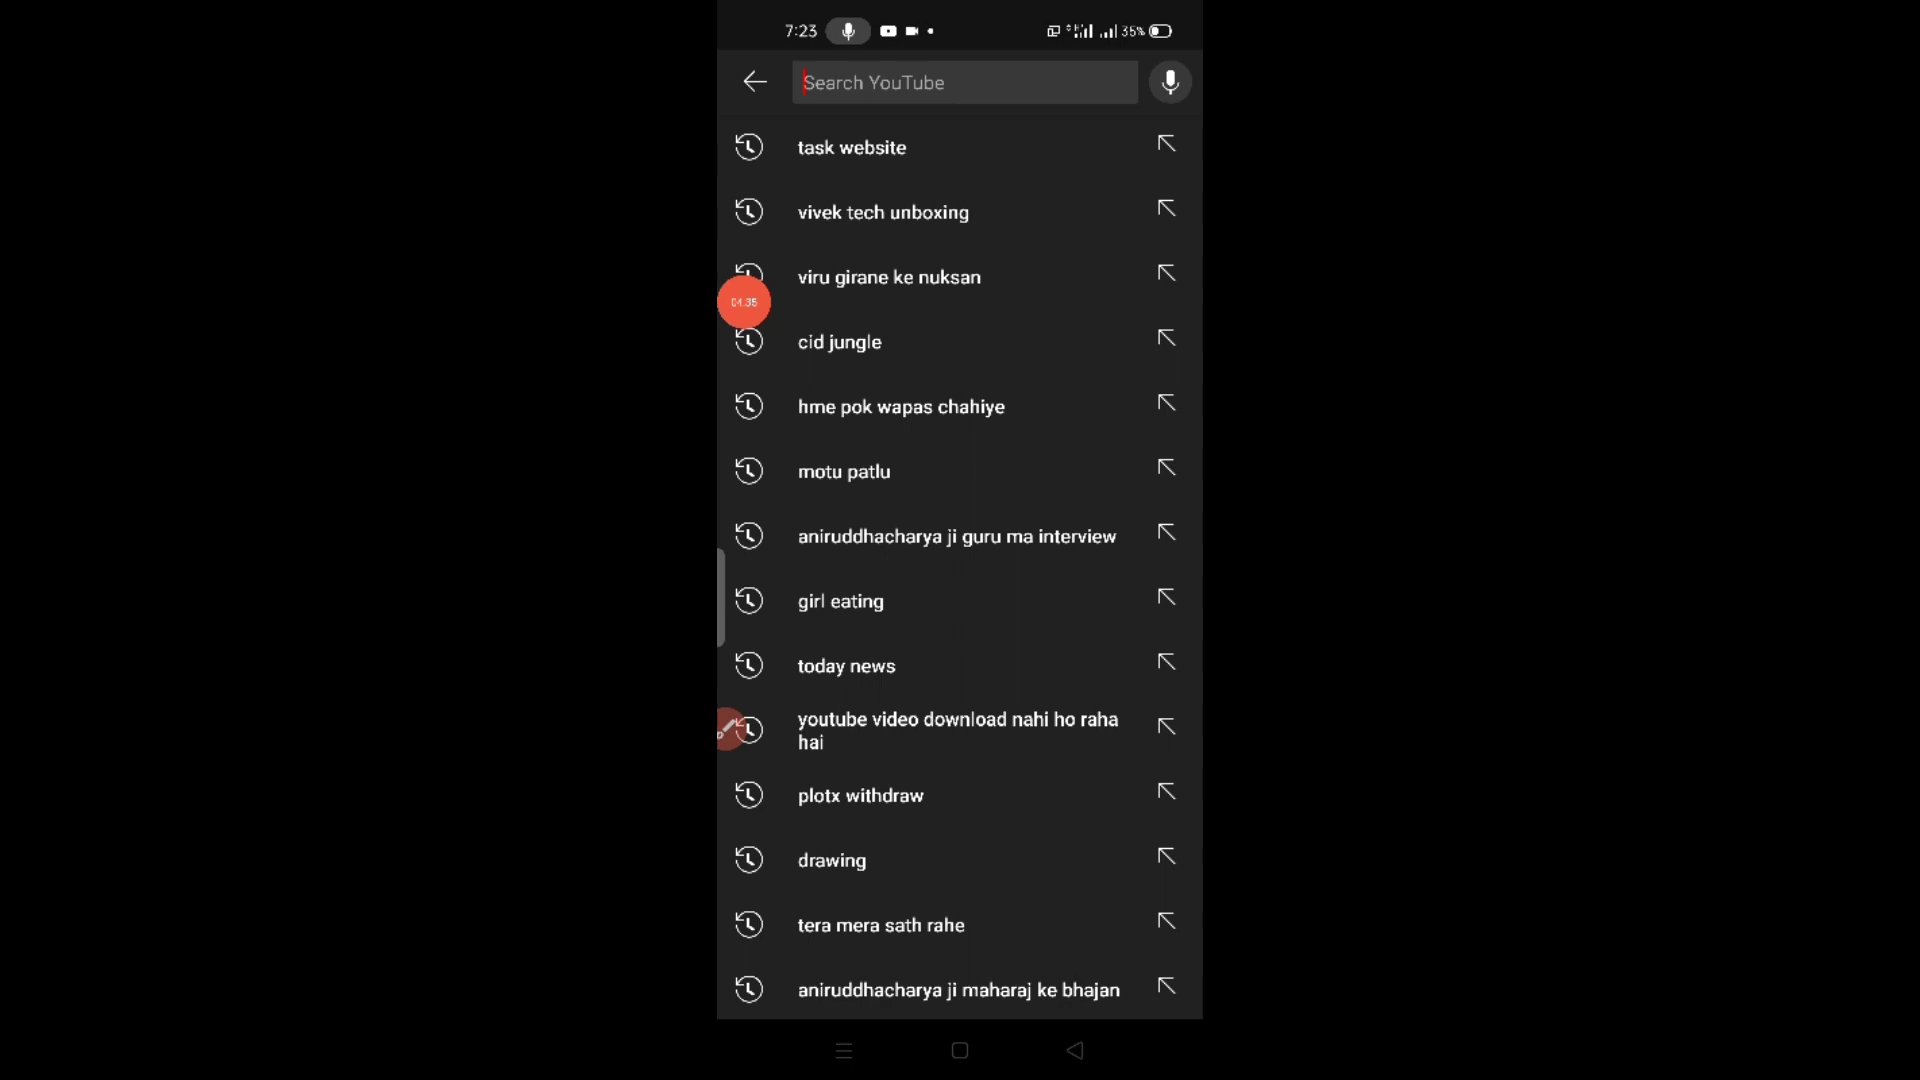 7:23
35%
Search YouTube
task website
vivek tech unboxing
viru girane ke nuksan
04:35
cid jungle
hme pok wapas chahiye
motu patlu
aniruddhacharya ji guru ma interview
girl eating
today news
youtube video download nahi ho raha
hai
plotx withdraw
drawing
tera mera sath rahe
aniruddhacharya ji maharaj ke bhajan